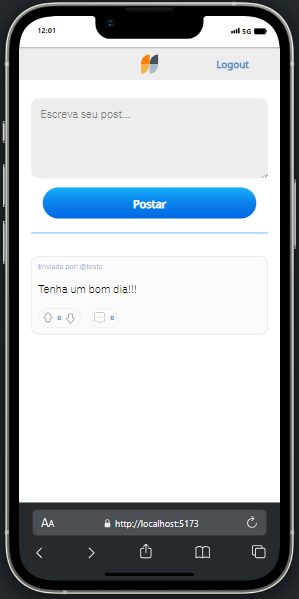 12:01
5G
Logout
Escreva seu post...
Postar
Enviado por: @teste
Tenha um bom dia!!!
0
0
AA
http://localhost:5173